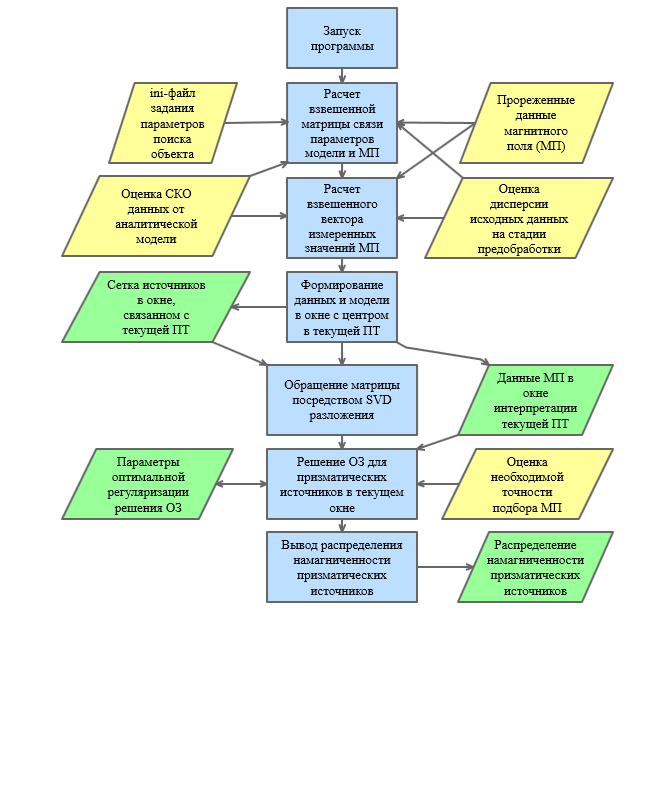 Запуск
программы
ini-файл
задания
параметров
поиска
объекта
Расчет
взвешенной
матрицы связи
параметров
модели и МП
Прореженные
данные
магнитного
поля (МП)
Оценка СКО
данных от
аналитической
модели
Расчет
взвешенного
вектора
измеренных
значений МП
Оценка
дисперсии
исходных данных
на стадии
предобработки
Сетка источников
в окне,
связанном с
текущей ПТ
Формирование
данных и модели
в окне с центром
в текущей ПТ
Обращение матрицы
посредством SVD
разложения
Данные МП в
окне
интерпретации
текущей ПТ
Параметры
оптимальной
регуляризации
решения ОЗ
Решение ОЗ для
призматических
источников в текущем
окне
Оценка
необходимой
точности
подбора МП
Вывод распределения
намагниченности
призматических
источников
Распределение
намагниченности
призматических
источников